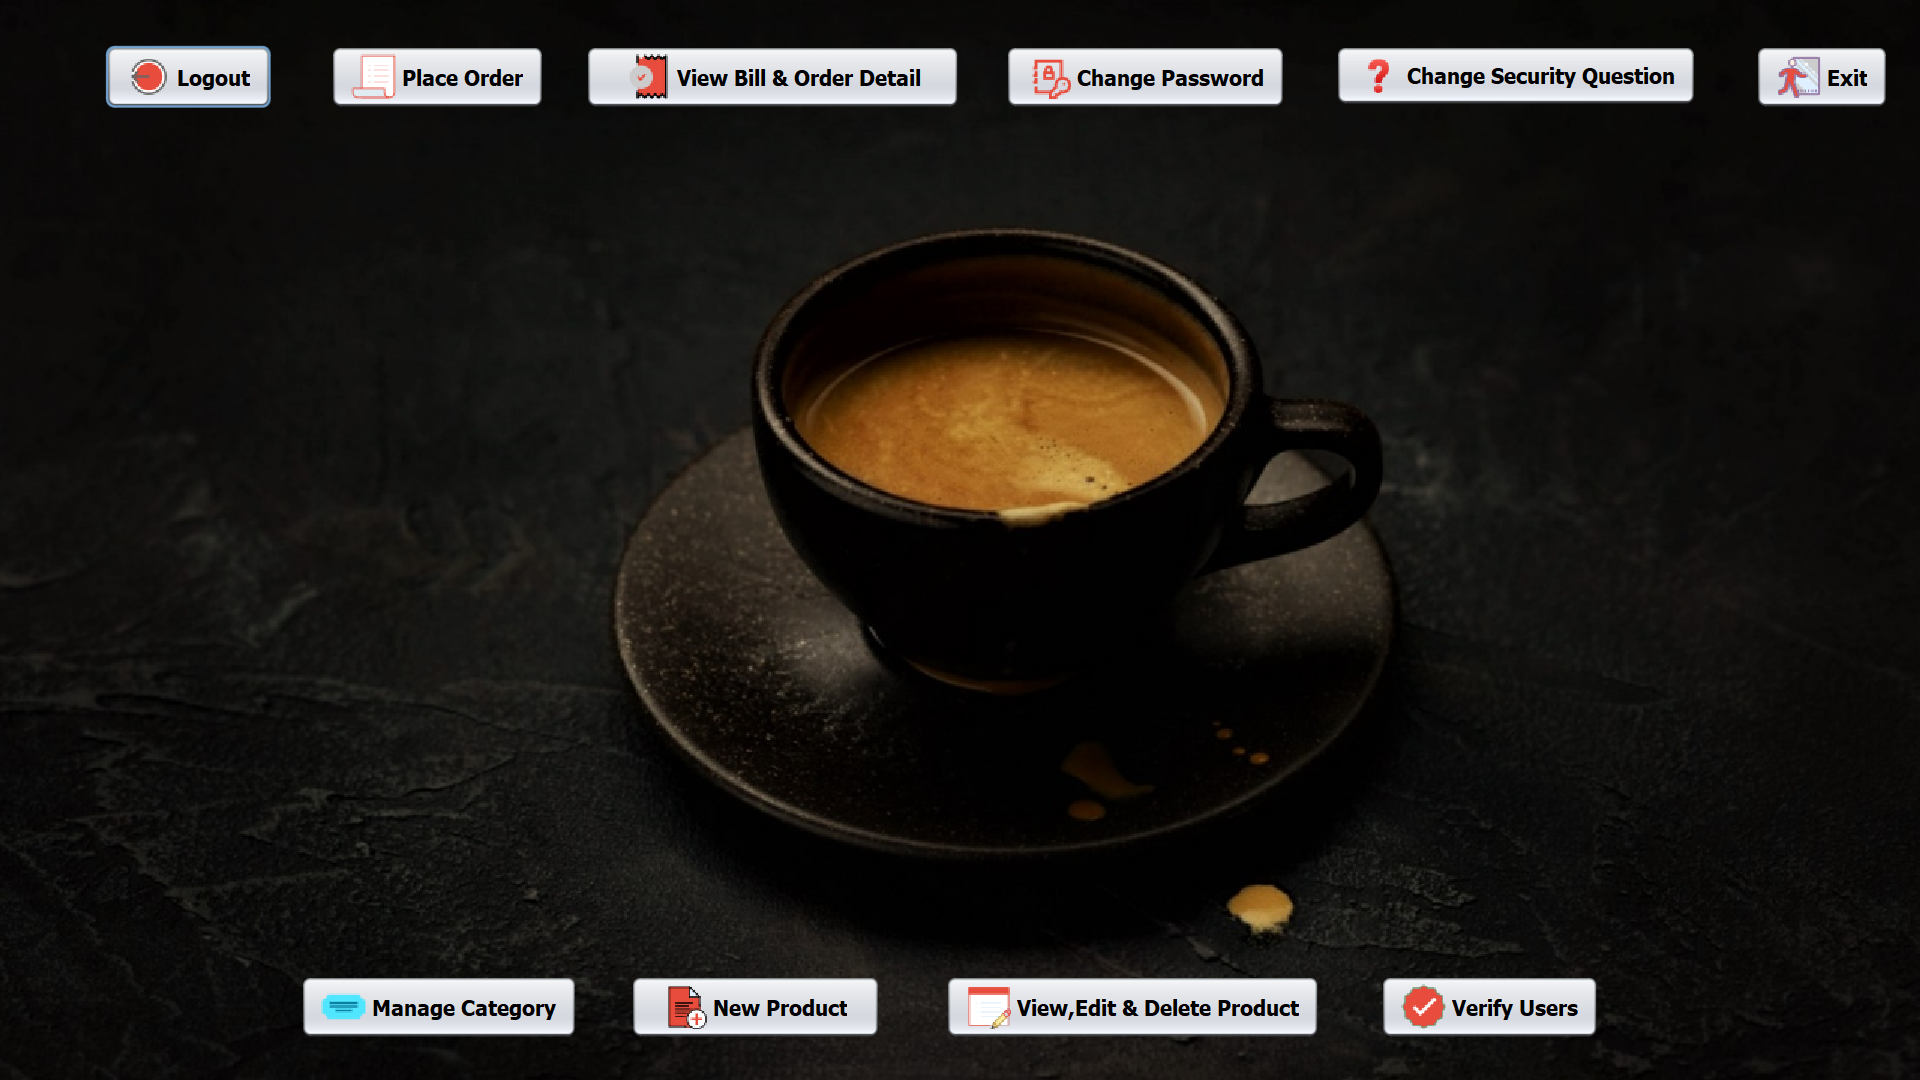 Logout
Place Order
View Bill & Order Detail
Change Password
Change Security Question
Exit
Manage Category
New Product
View,Edit & Delete Product
Verify Users